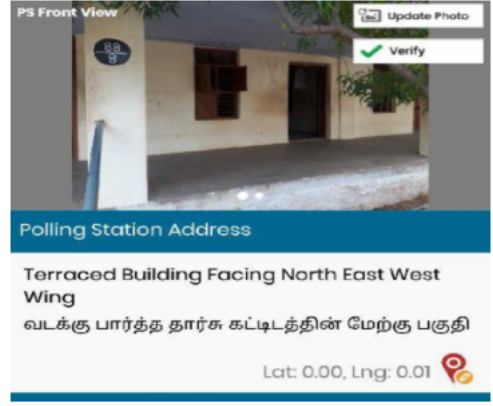 PS Front View
Update Photo
Verify
88
Polling Station Address
Terraced Building Facing North East West
Wing
வடக்கு பார்த்த தார்சு கட்டிடத்தின் மேற்கு பகுதி
Lat: 0.00, Lng: 0.01